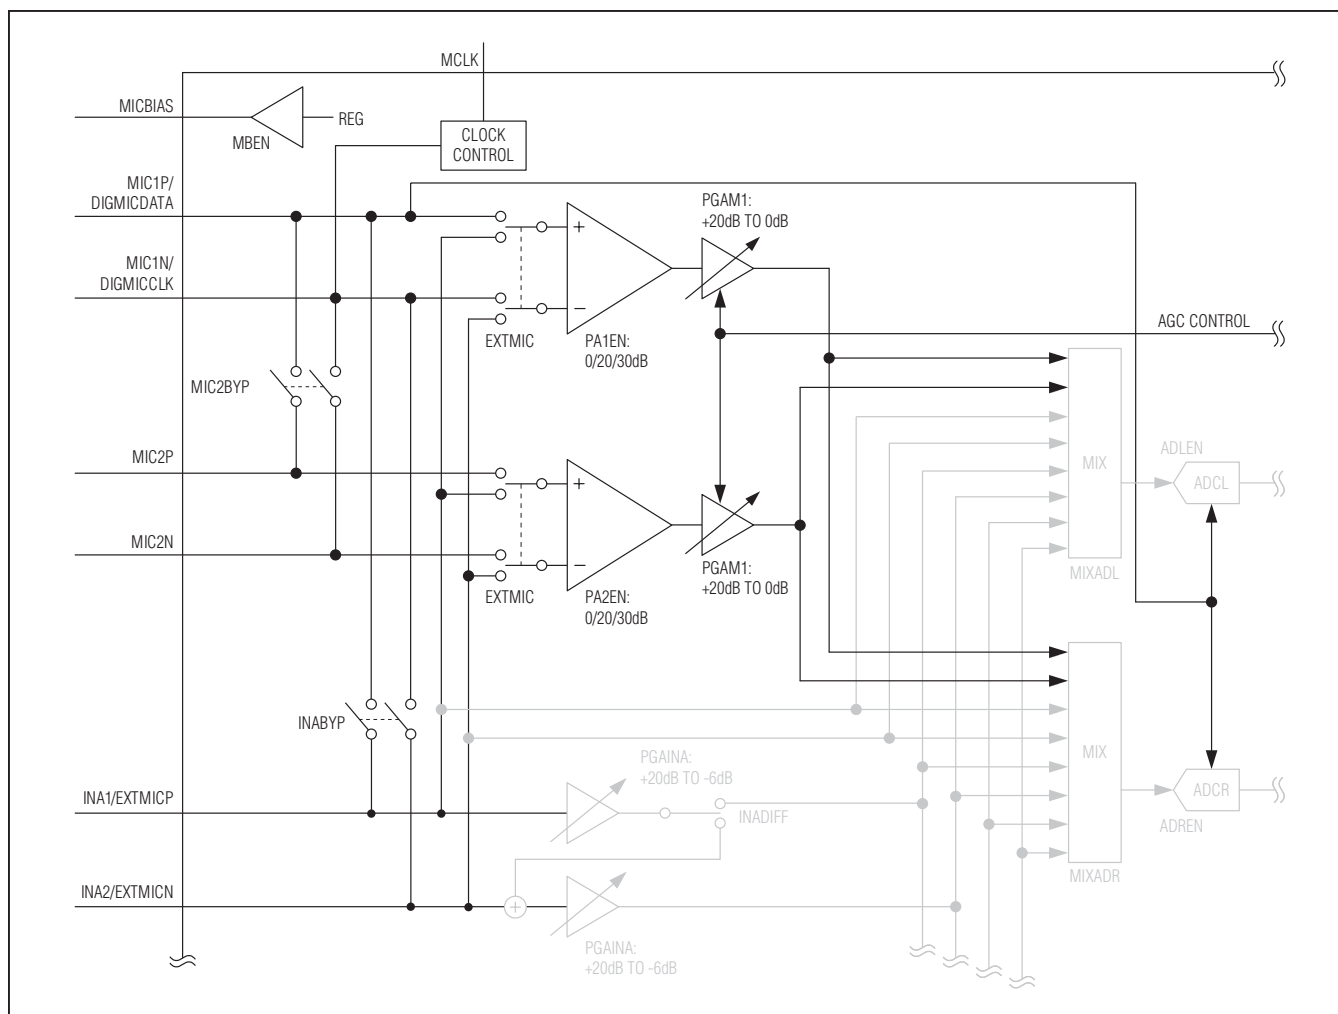 MCLK
MICBIAS
REG
MBEN
CLOCK
CONTROL
MIC1P/
DIGMICDATA
PGAM1:
+20dB TO 0dB
+
MIC1N/
DIGMICCLK
−
EXTMIC
PA1EN:
0/20/30dB
AGC CONTROL
MIC2BYP
MIC2P
+
MIX
ADLEN
ADCL
MIC2N
−
EXTMIC
PA2EN:
0/20/30dB
PGAM1:
+20dB TO 0dB
MIXADL
INABYP
MIX
PGAINA:
+20dB TO -6dB
INA1/EXTMICP
INADIFF
ADCR
ADREN
MIXADR
INA2/EXTMICN
+
PGAINA:
+20dB TO -6dB